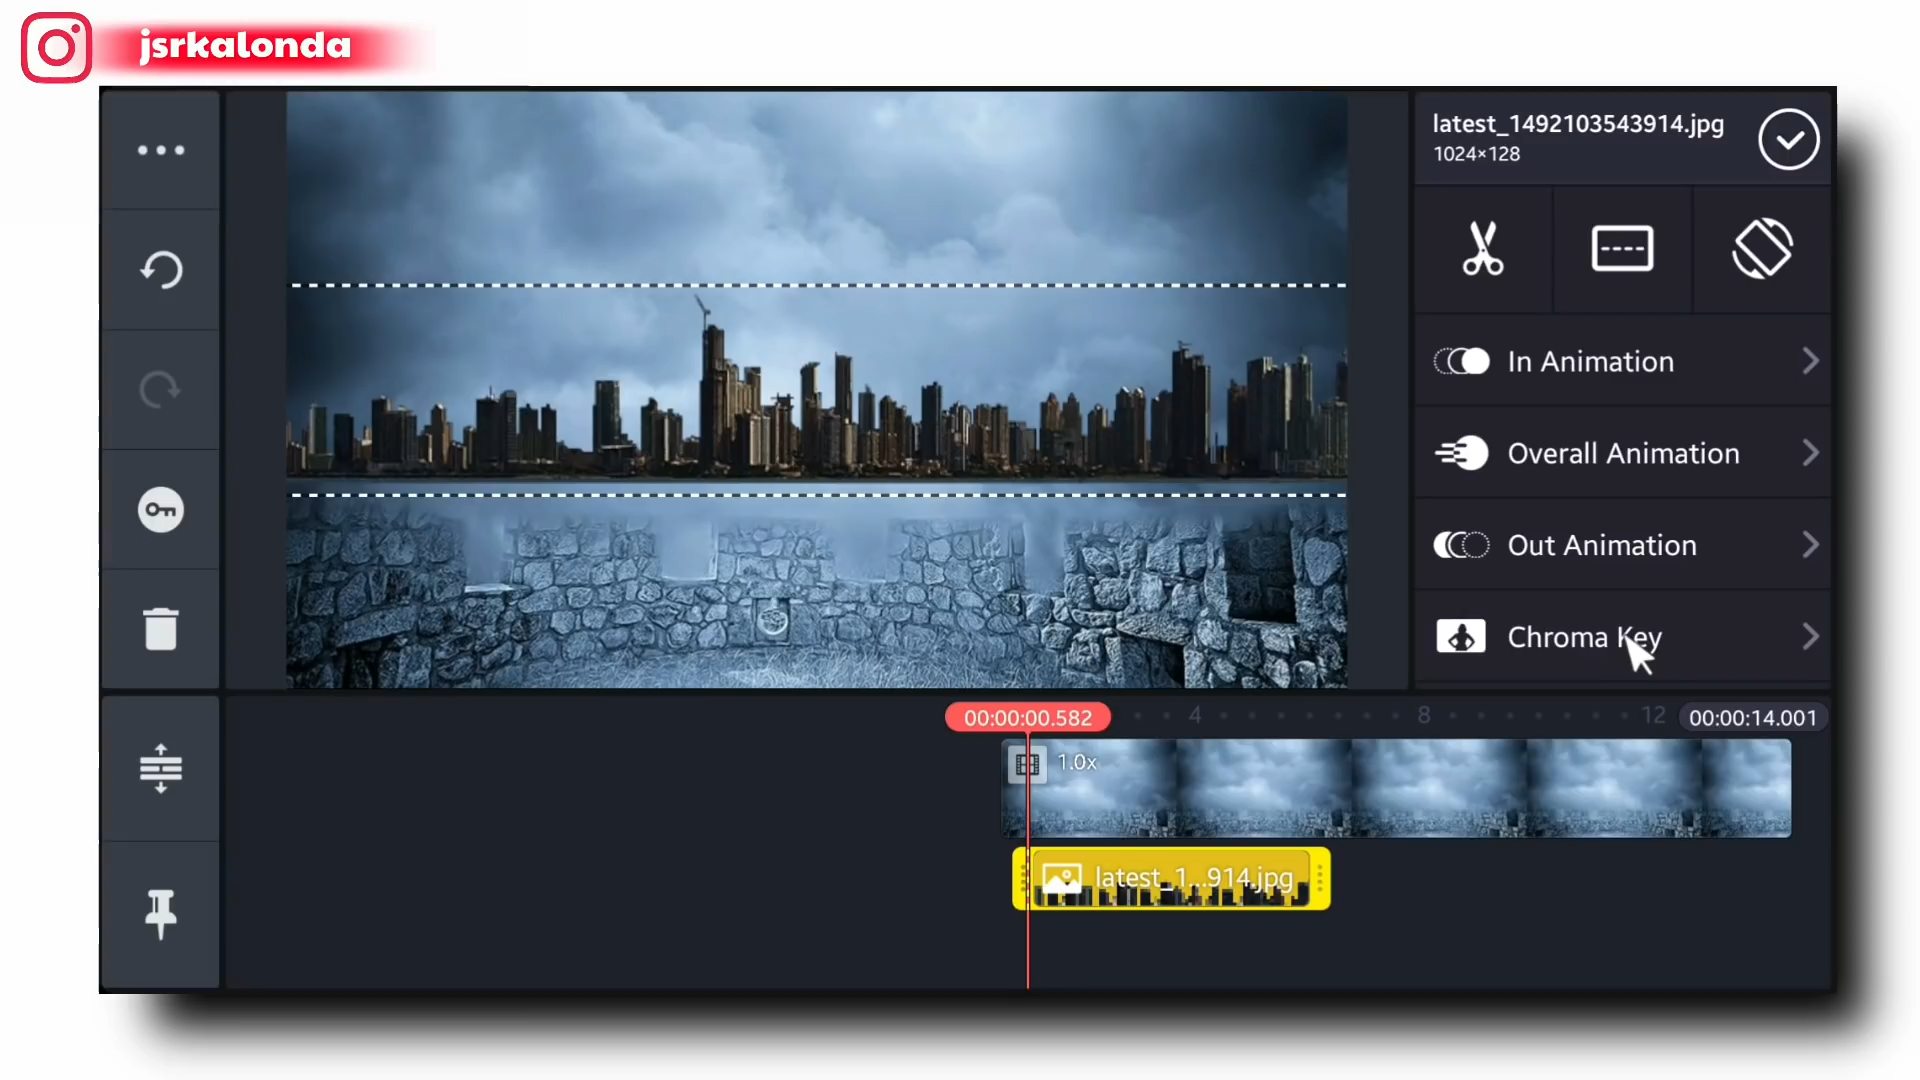 jsrkalonda
latest_1492103543914.jpg
1024×128
In Animation
Overall Animation
Out Animation
Chroma Key
00:00:00.582
4
8
12
00:00:14.001
1.0x
latest_1...914.jpg